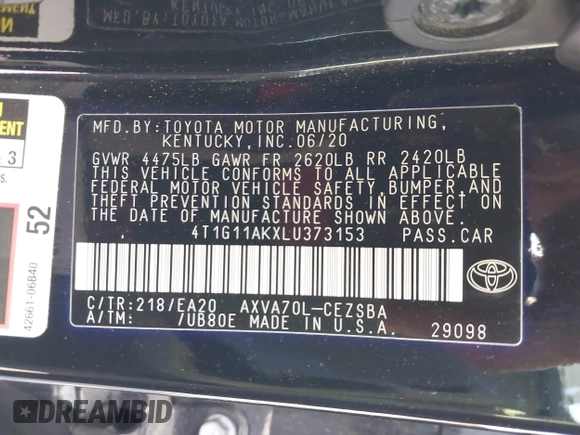 MFD.BY:TOYOTA MOTOR MANUFACTURING,
KENTUCKY,INC.06/20
GVWR 4475LB GAWR FR 2620LB RR 2420LB
THIS VEHICLE CONFORMS TO ALL APPLICABLE
FEDERAL MOTOR VEHICLE SAFETY,BUMPER,AND
THEFT PREVENTION STANDARDS IN EFFECT ON
THE DATE OF MANUFACTURE SHOWN ABOVE.
4T1G11AKXLU373153 PASS.CAR
C/TR:218/EA20 AXVA70L-CEZSBA
A/TM: /UB80E MADE IN U.S.A. 29098
52
42661-06B40
3
DREAMBID